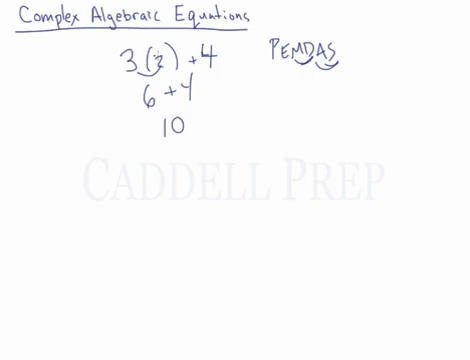 Complex Algebraic Equations
3(2) + 4
PEMDAS
6 + 4
10
CADDELL PREP